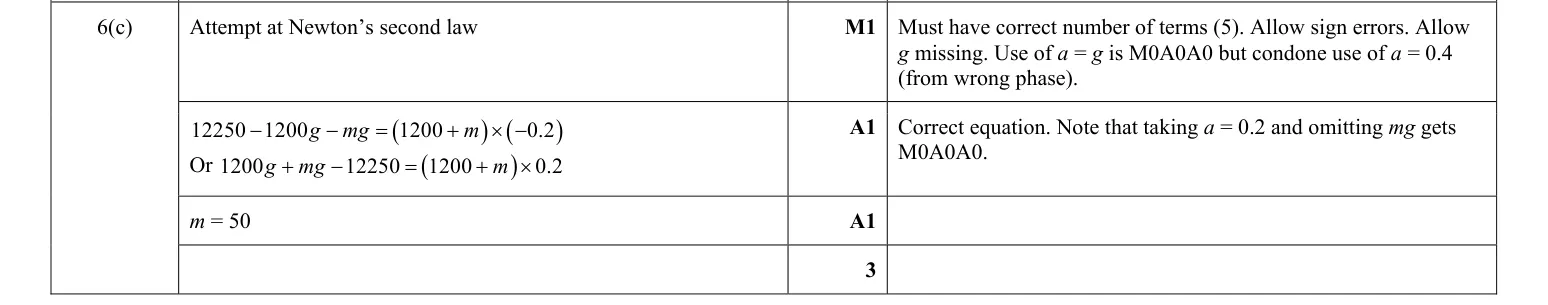 6(c)
Attempt at Newton's second law
M1
Must have correct number of terms (5). Allow sign errors. Allow
g missing. Use of a = g is M0A0A0 but condone use of a = 0.4
(from wrong phase).
12250 − 1200g − mg = (1200 + m) × (−0.2)
Or 1200g + mg − 12250 = (1200 + m) × 0.2
A1
Correct equation. Note that taking a = 0.2 and omitting mg gets
M0A0A0.
m = 50
A1
3